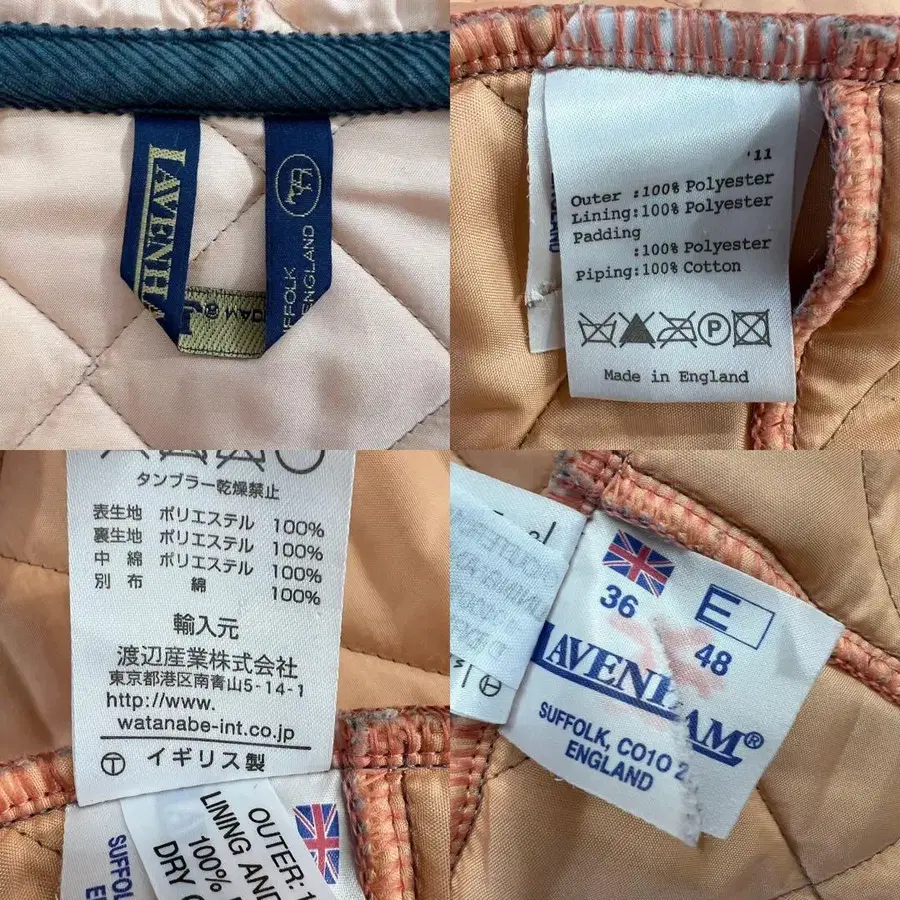 LAVENHAM
SUFFOLK
ENGLAND
'11
Outer :100% Polyester
Lining:100% Polyester
Padding
:100% Polyester
Piping:100% Cotton
P
Made in England
タンブラー乾燥禁止
表生地 ポリエステル 100%
裏生地 ポリエステル 100%
中 綿 ポリエステル 100%
別 布 綿 100%
輸入元
渡辺産業株式会社
東京都港区南青山5-14-1
http://www.
watanabe-int.co.jp
Ⓣ イギリス製
SUFFOLK
OUTER: 1
LINING AND
100%
DRY
36
E
48
LAVENHAM®
SUFFOLK, CO10 2
ENGLAND